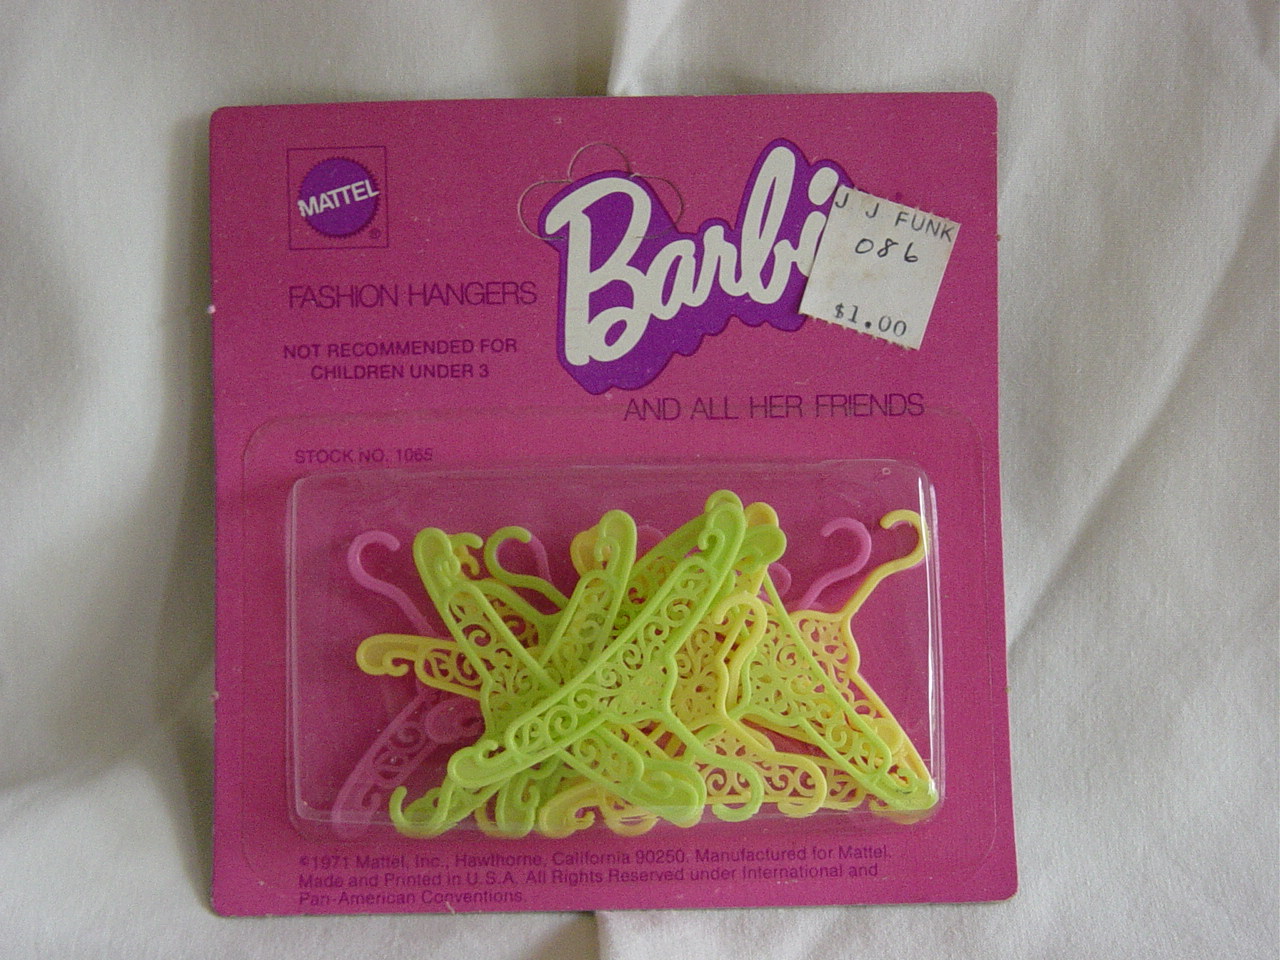 MATTEL
®
FASHION HANGERS
NOT RECOMMENDED FOR
CHILDREN UNDER 3
Barbi
J J FUNK
086
$1.00
AND ALL HER FRIENDS
STOCK NO. 1065
©1971 Mattel, Inc., Hawthorne, California 90250. Manufactured for Mattel.
Made and Printed in U.S.A. All Rights Reserved under International and
Pan-American Conventions.